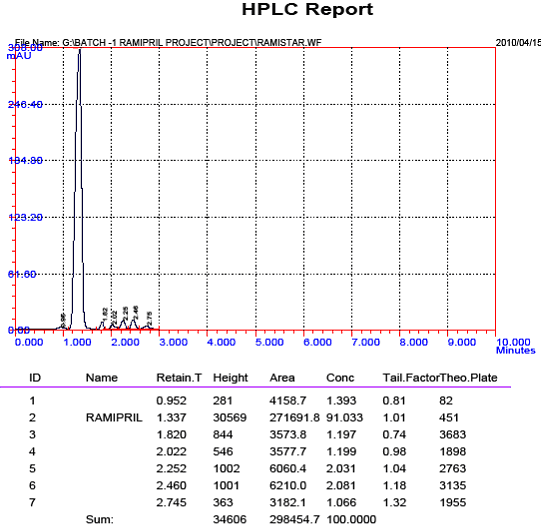 HPLC Report
File Name: G:\BATCH -1 RAMIPRIL PROJECT\PROJECT\RAMISTAR.WF 2010/04/15
308.00
mAU
246.40
184.80
123.20
61.60
0.00
0.95 1.82 2.02 2.25 2.46 2.75
0.000 1.000 2.000 3.000 4.000 5.000 6.000 7.000 8.000 9.000 10.000
Minutes
ID Name Retain.T Height Area Conc Tail.Factor Theo.Plate
1 0.952 281 4158.7 1.393 0.81 82
2 RAMIPRIL 1.337 30569 271691.8 91.033 1.01 451
3 1.820 844 3573.8 1.197 0.74 3683
4 2.022 546 3577.7 1.199 0.98 1898
5 2.252 1002 6060.4 2.031 1.04 2763
6 2.460 1001 6210.0 2.081 1.18 3135
7 2.745 363 3182.1 1.066 1.32 1955
Sum: 34606 298454.7 100.0000